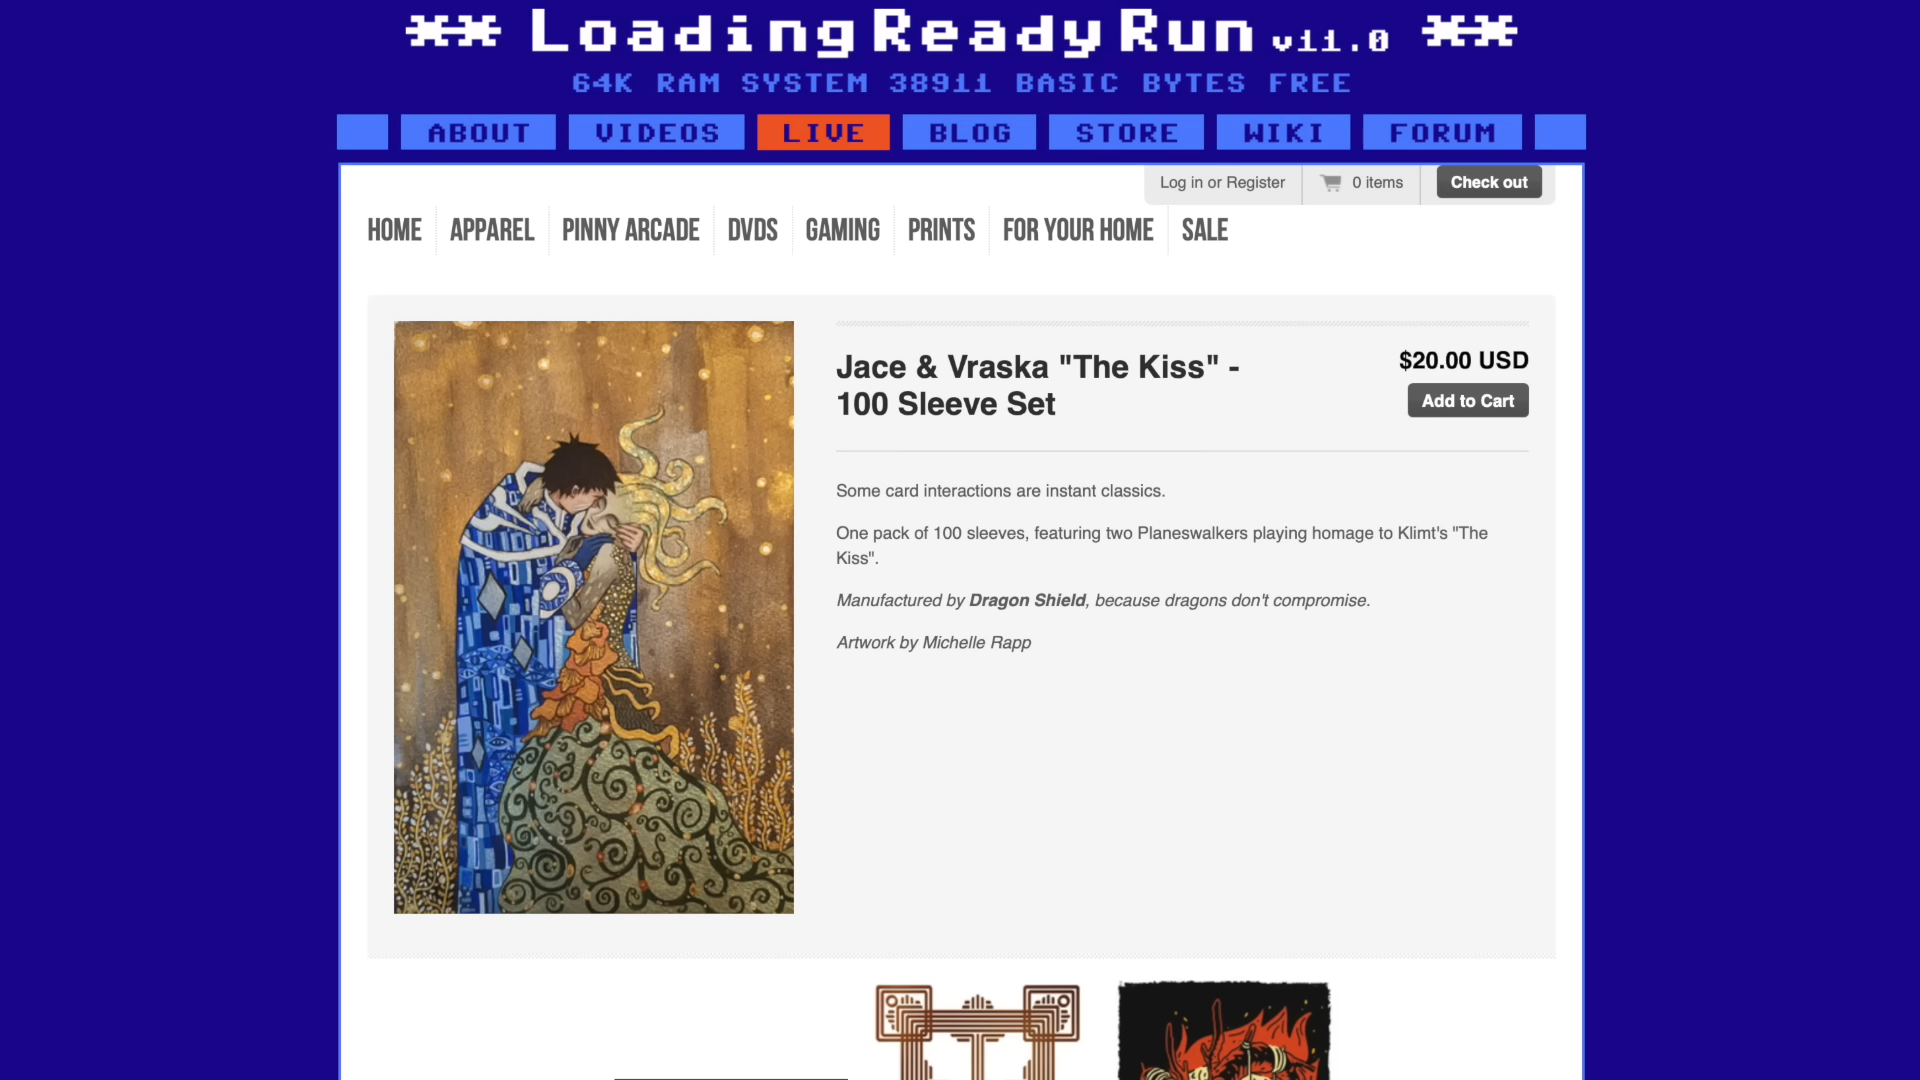 ** LoadingReadyRun v11.0 **
64K RAM SYSTEM 38911 BASIC BYTES FREE
ABOUT VIDEOS LIVE BLOG STORE WIKI FORUM
Log in or Register 0 items Check out
HOME APPAREL PINNY ARCADE DVDS GAMING PRINTS FOR YOUR HOME SALE
Jace & Vraska "The Kiss" - $20.00 USD
100 Sleeve Set Add to Cart
Some card interactions are instant classics.
One pack of 100 sleeves, featuring two Planeswalkers playing homage to Klimt's "The
Kiss".
Manufactured by Dragon Shield, because dragons don't compromise.
Artwork by Michelle Rapp